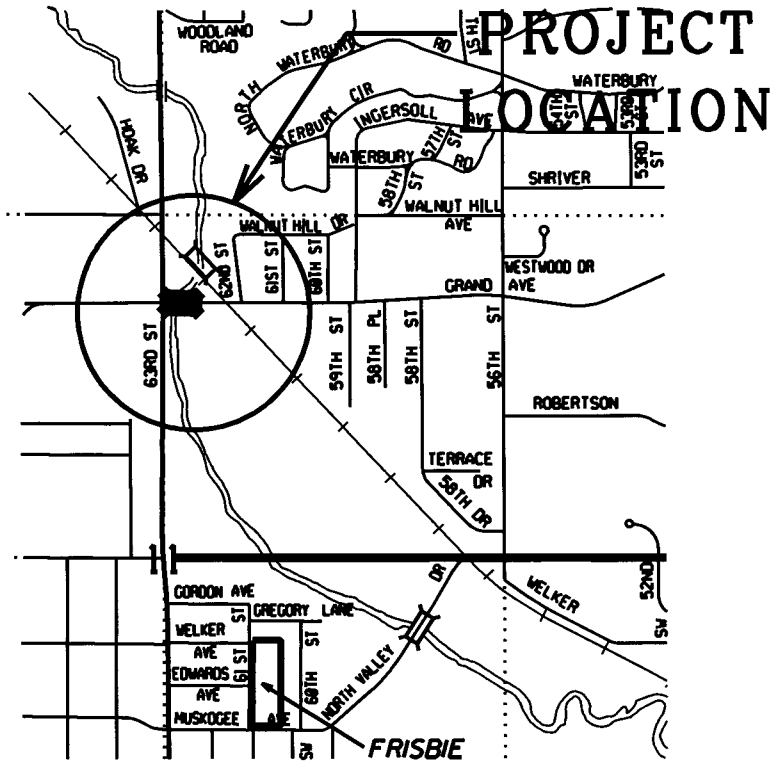 PROJECT
LOCATION
WOODLAND
ROAD
NORTH WATERBURY RD
TH ST
WATERBURY
WATERBURY CIR
INGERSOLL AVE
54TH ST
53RD ST
HOAK DR
WATERBURY RD
57TH ST
58TH ST
53RD ST
SHRIVER
WALNUT HILL
AVE
WALNUT HILL DR
62ND ST
61ST ST
60TH ST
WESTWOOD DR
GRAND AVE
63RD ST
59TH ST
58TH PL
58TH ST
56TH ST
ROBERTSON
TERRACE
DR
58TH DR
DR
WELKER
52ND
SW
GORDON AVE
GREGORY LANE
WELKER
AVE
61 ST ST
60TH ST
EDWARDS
AVE
NORTH VALLEY
MUSKOGEE AVE
SW
FRISBIE